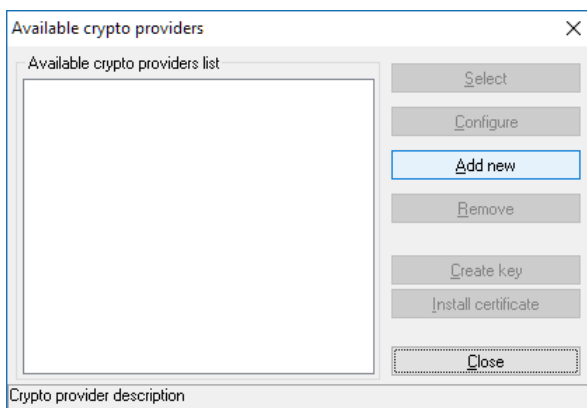 Available crypto providers
Available crypto providers list
Select
Configure
Add new
Remove
Create key
Install certificate
Close
Crypto provider description